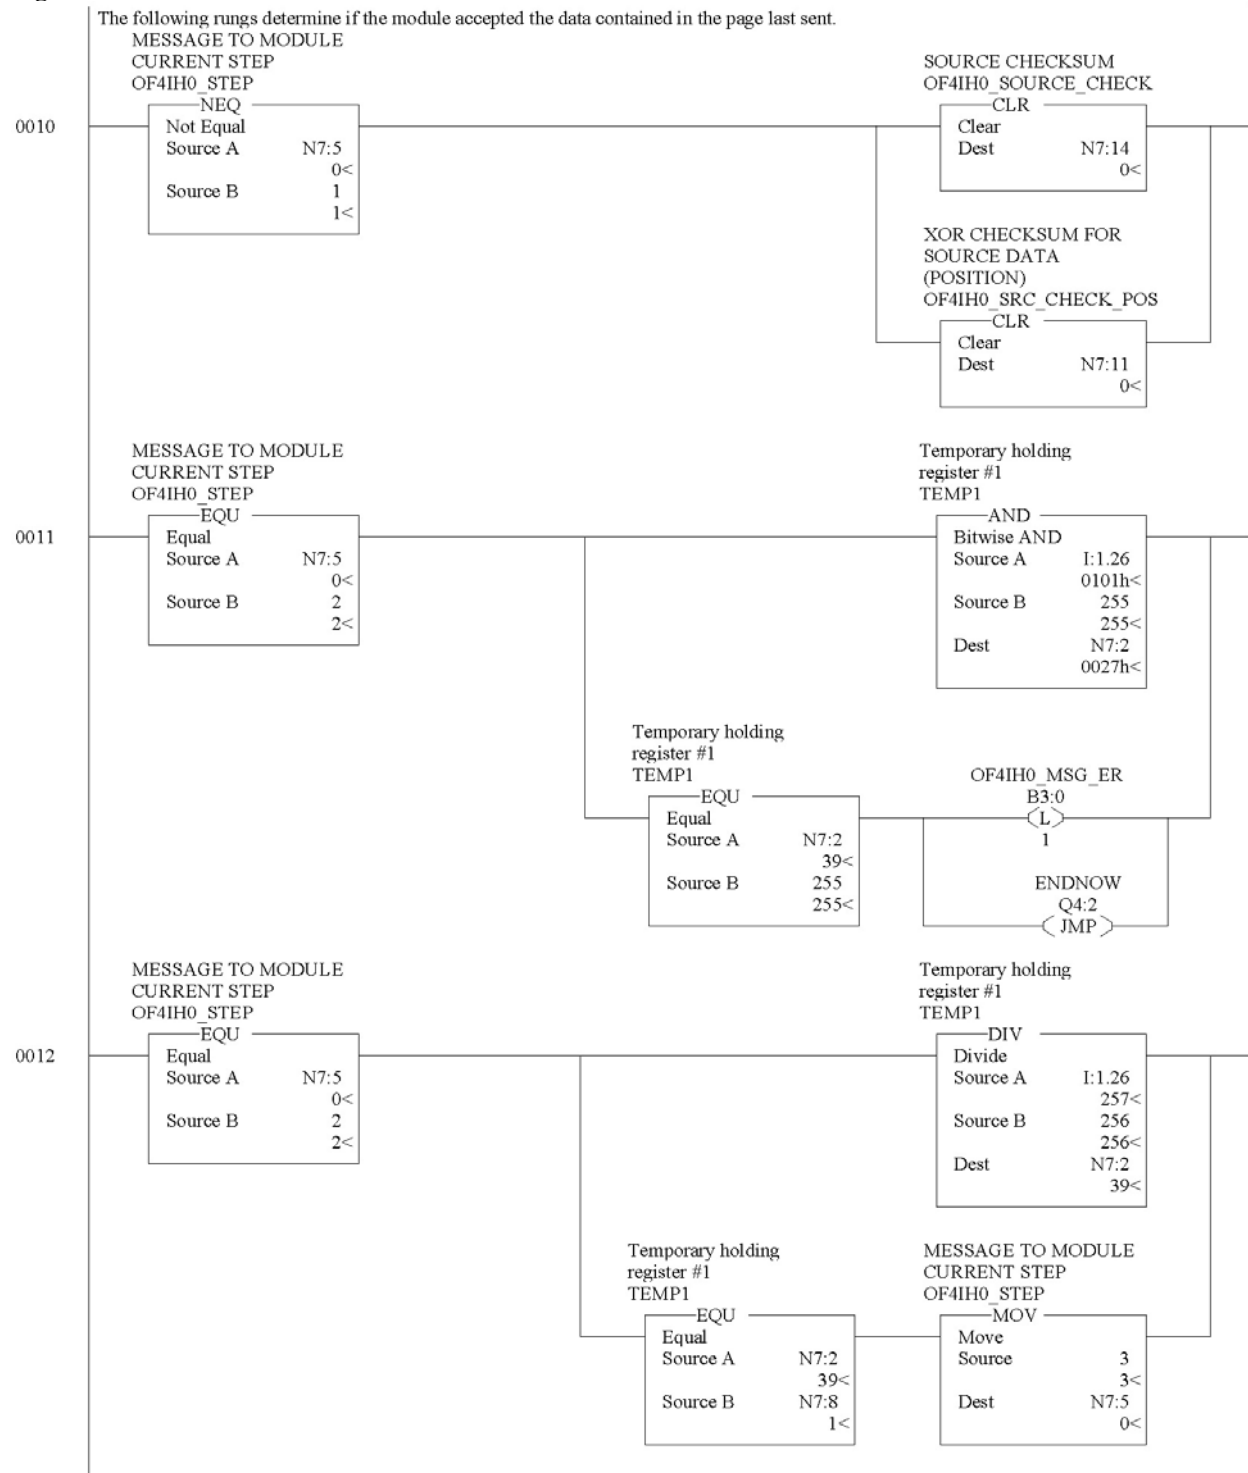 The following rungs determine if the module accepted the data contained in the page last sent.
MESSAGE TO MODULE
CURRENT STEP
OF4IH0_STEP
NEQ
0010
Not Equal
Source A N7:5
0<
Source B 1
1<
SOURCE CHECKSUM
OF4IH0_SOURCE_CHECK
CLR
Clear
Dest N7:14
0<
XOR CHECKSUM FOR
SOURCE DATA
(POSITION)
OF4IH0_SRC_CHECK_POS
CLR
Clear
Dest N7:11
0<
MESSAGE TO MODULE
CURRENT STEP
OF4IH0_STEP
EQU
0011
Equal
Source A N7:5
0<
Source B 2
2<
Temporary holding
register #1
TEMP1
AND
Bitwise AND
Source A I:1.26
0101h<
Source B 255
255<
Dest N7:2
0027h<
Temporary holding
register #1
TEMP1
EQU
Equal
Source A N7:2
39<
Source B 255
255<
OF4IH0_MSG_ER
B3:0
L
1
ENDNOW
Q4:2
JMP
MESSAGE TO MODULE
CURRENT STEP
OF4IH0_STEP
EQU
0012
Equal
Source A N7:5
0<
Source B 2
2<
Temporary holding
register #1
TEMP1
DIV
Divide
Source A I:1.26
257<
Source B 256
256<
Dest N7:2
39<
Temporary holding
register #1
TEMP1
EQU
Equal
Source A N7:2
39<
Source B N7:8
1<
MESSAGE TO MODULE
CURRENT STEP
OF4IH0_STEP
MOV
Move
Source 3
3<
Dest N7:5
0<